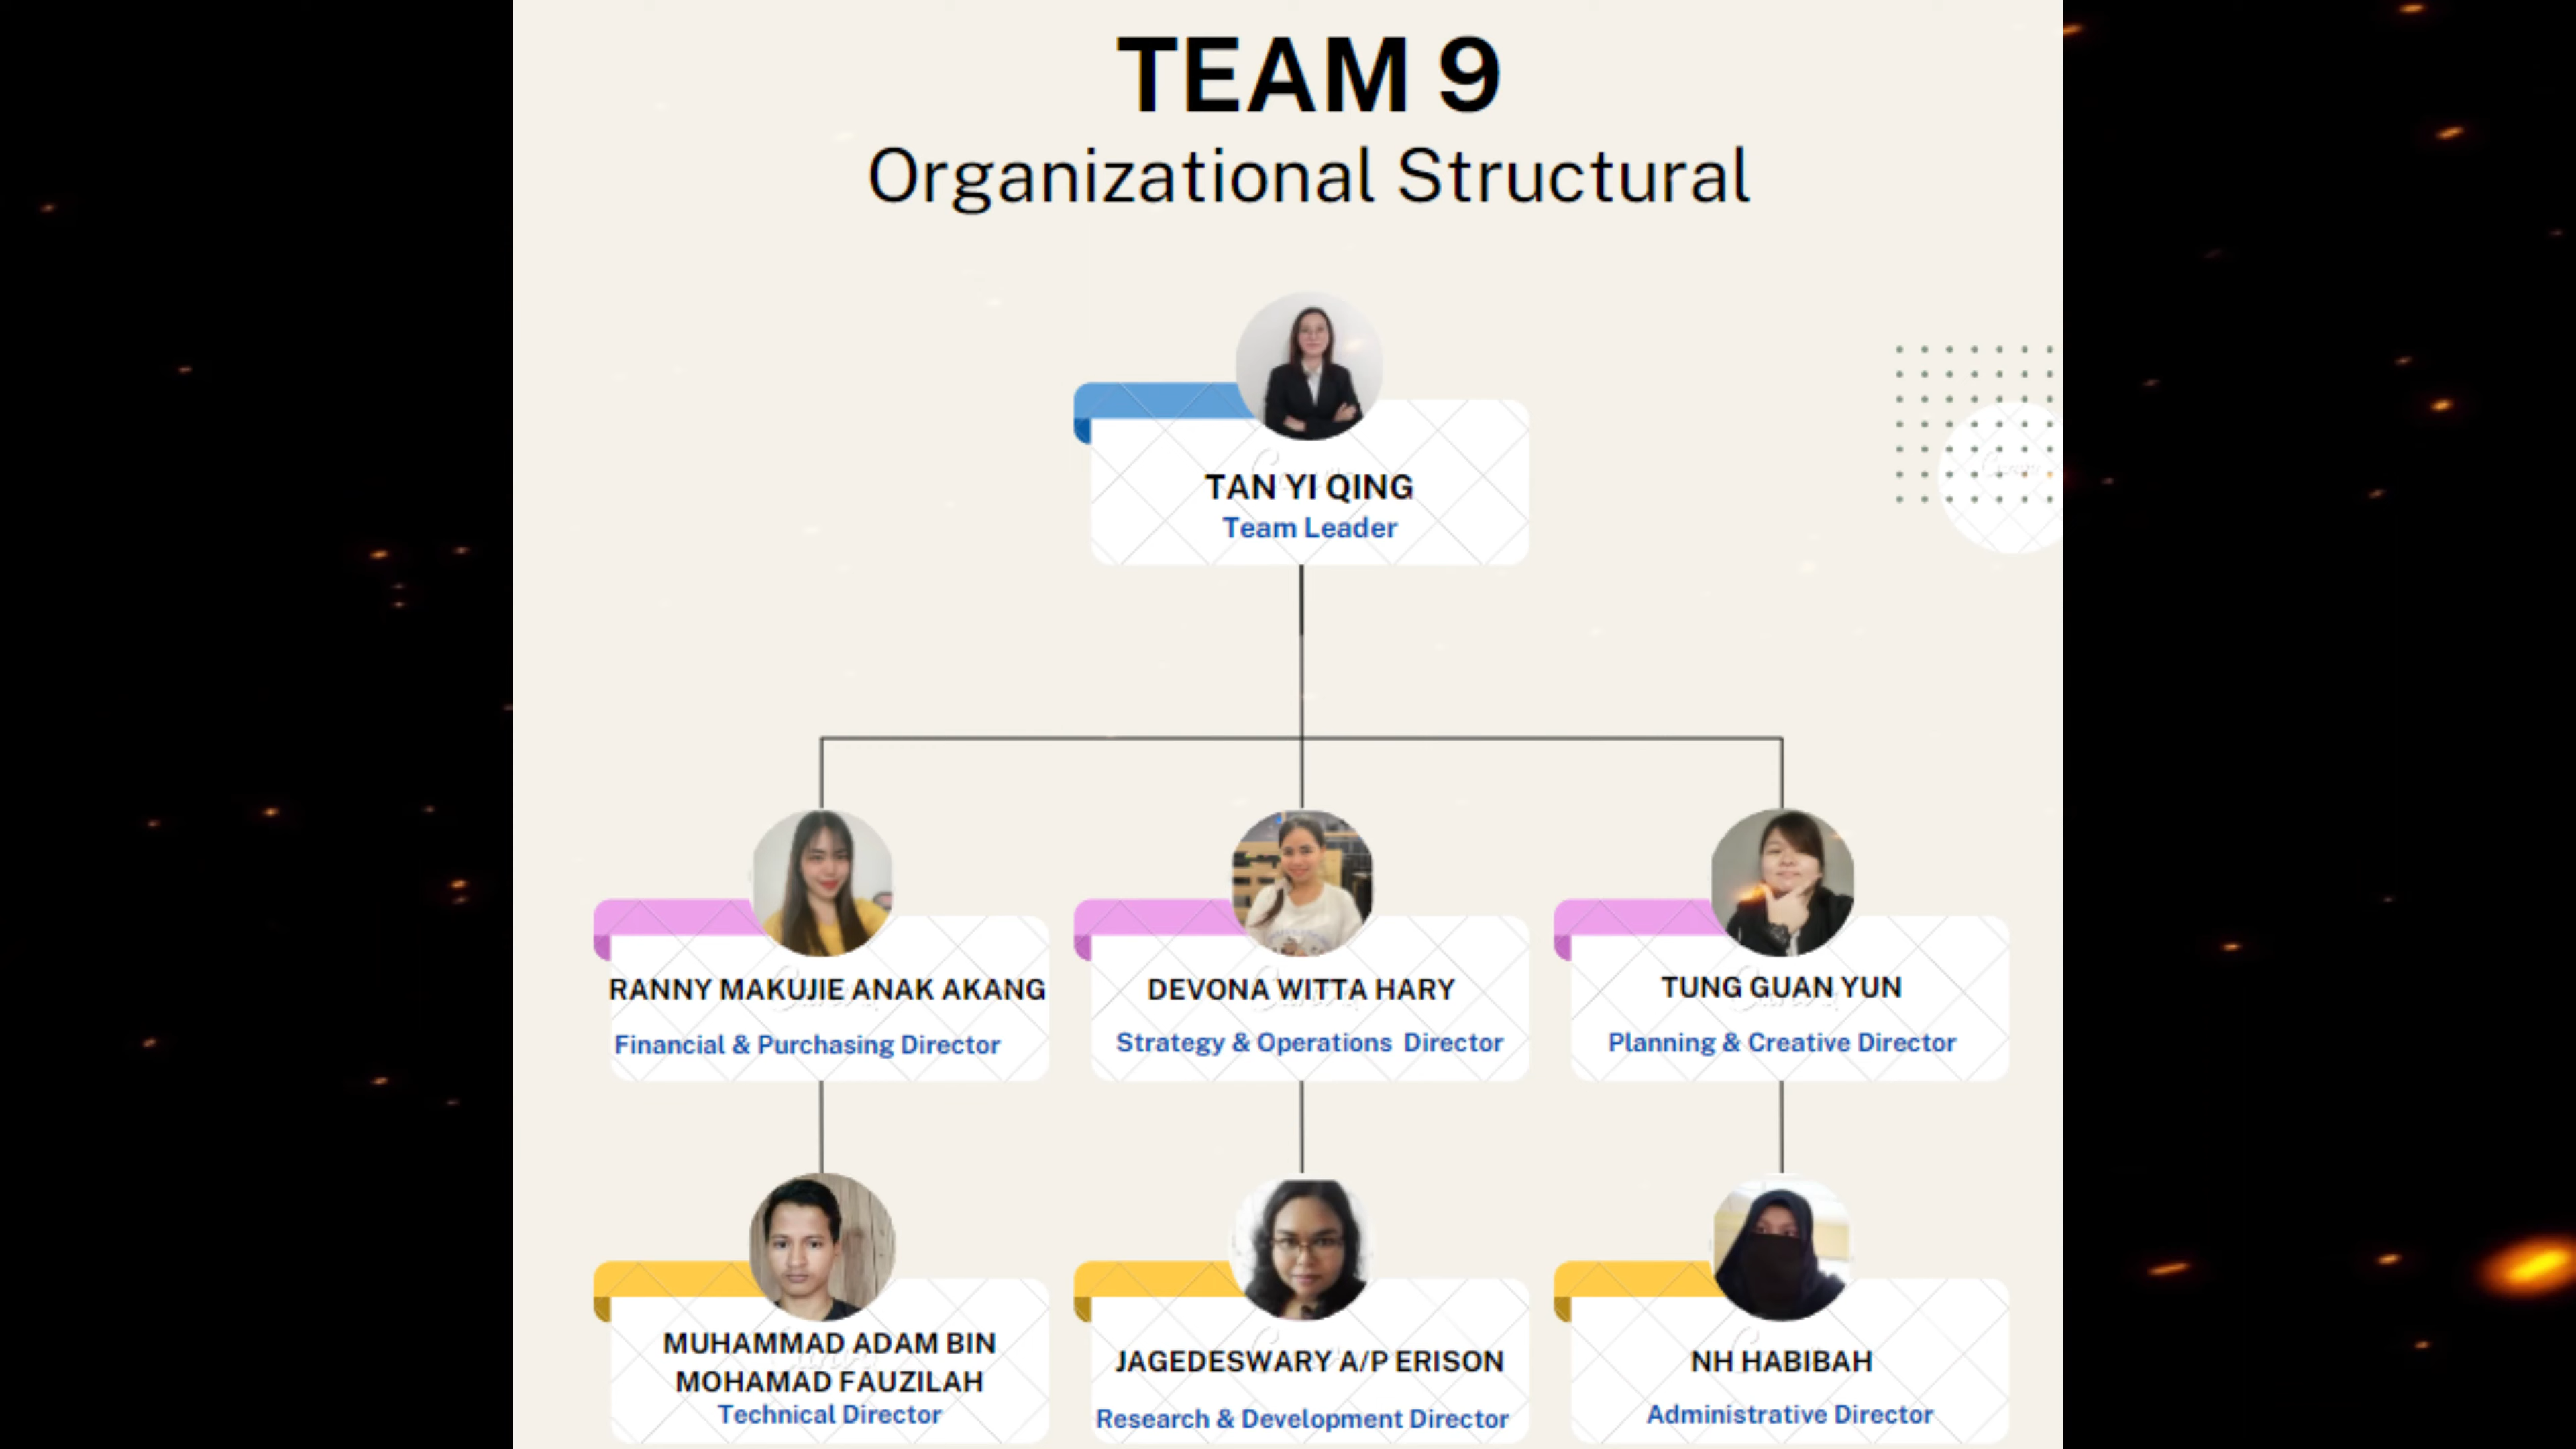 TEAM 9
Organizational Structural
TAN YI QING
Team Leader
RANNY MAKUJIE ANAK AKANG
Financial & Purchasing Director
DEVONA WITTA HARY
Strategy & Operations Director
TUNG GUAN YUN
Planning & Creative Director
MUHAMMAD ADAM BIN
MOHAMAD FAUZILAH
Technical Director
JAGEDESWARY A/P ERISON
Research & Development Director
NH HABIBAH
Administrative Director